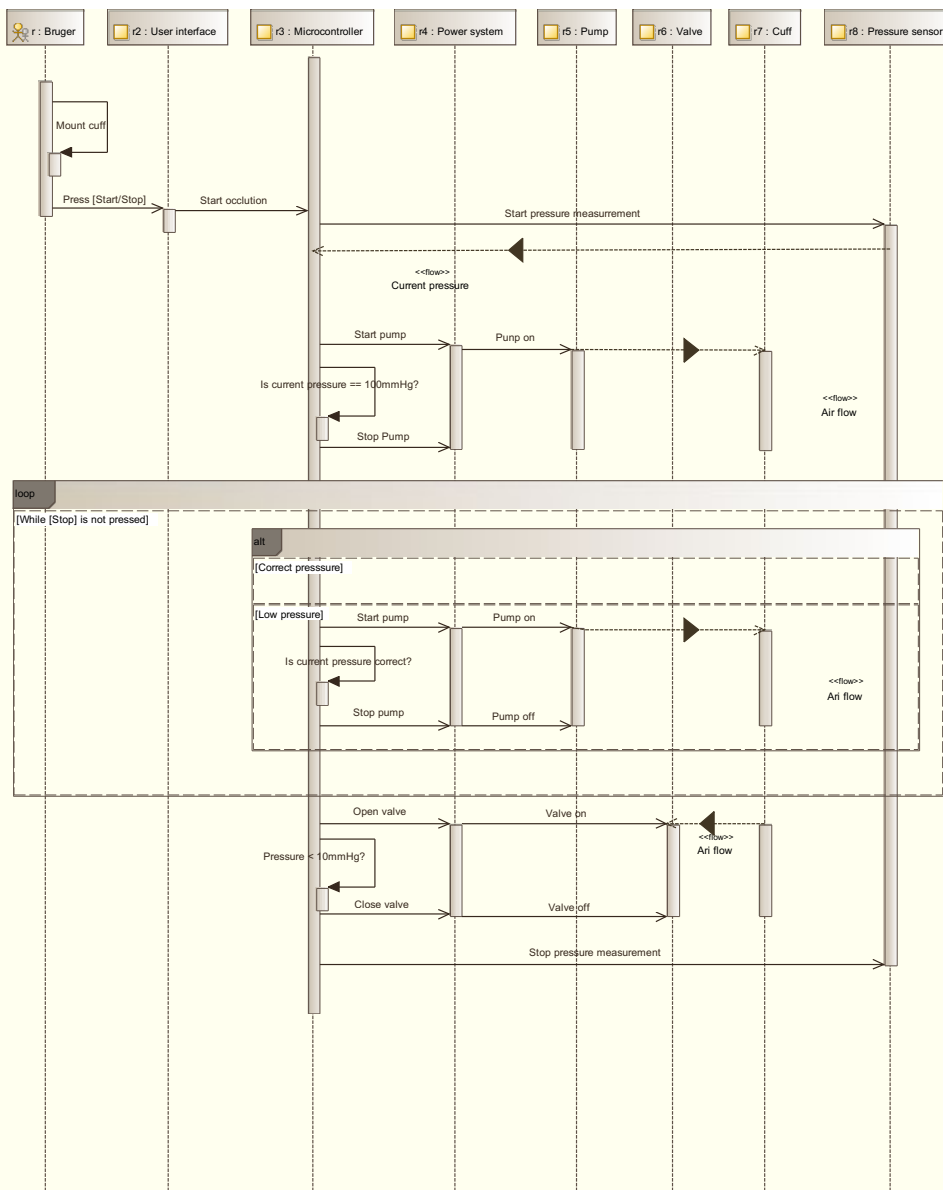 r : Bruger
r2 : User interface
r3 : Microcontroller
r4 : Power system
r5 : Pump
r6 : Valve
r7 : Cuff
r8 : Pressure sensor
Mount cuff
Press [Start/Stop]
Start occlution
Start pressure measurrement
<<flow>>
Current pressure
Start pump
Punp on
Is current pressure == 100mmHg?
<<flow>>
Air flow
Stop Pump
loop
[While [Stop] is not pressed]
alt
[Correct presssure]
[Low pressure]
Start pump
Pump on
Is current pressure correct?
<<flow>>
Ari flow
Stop pump
Pump off
Open valve
Valve on
<<flow>>
Ari flow
Pressure < 10mmHg?
Close valve
Valve off
Stop pressure measurement